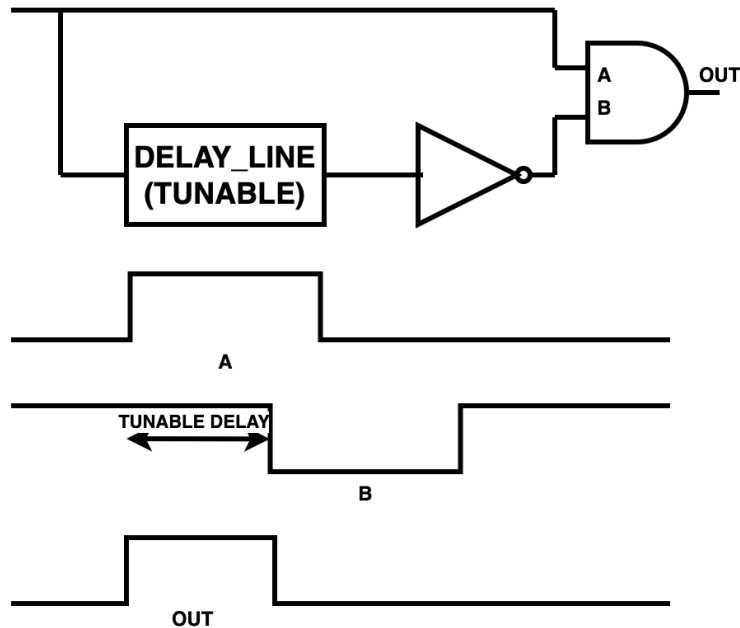 A
OUT
B
DELAY_LINE
(TUNABLE)
A
TUNABLE DELAY
B
OUT